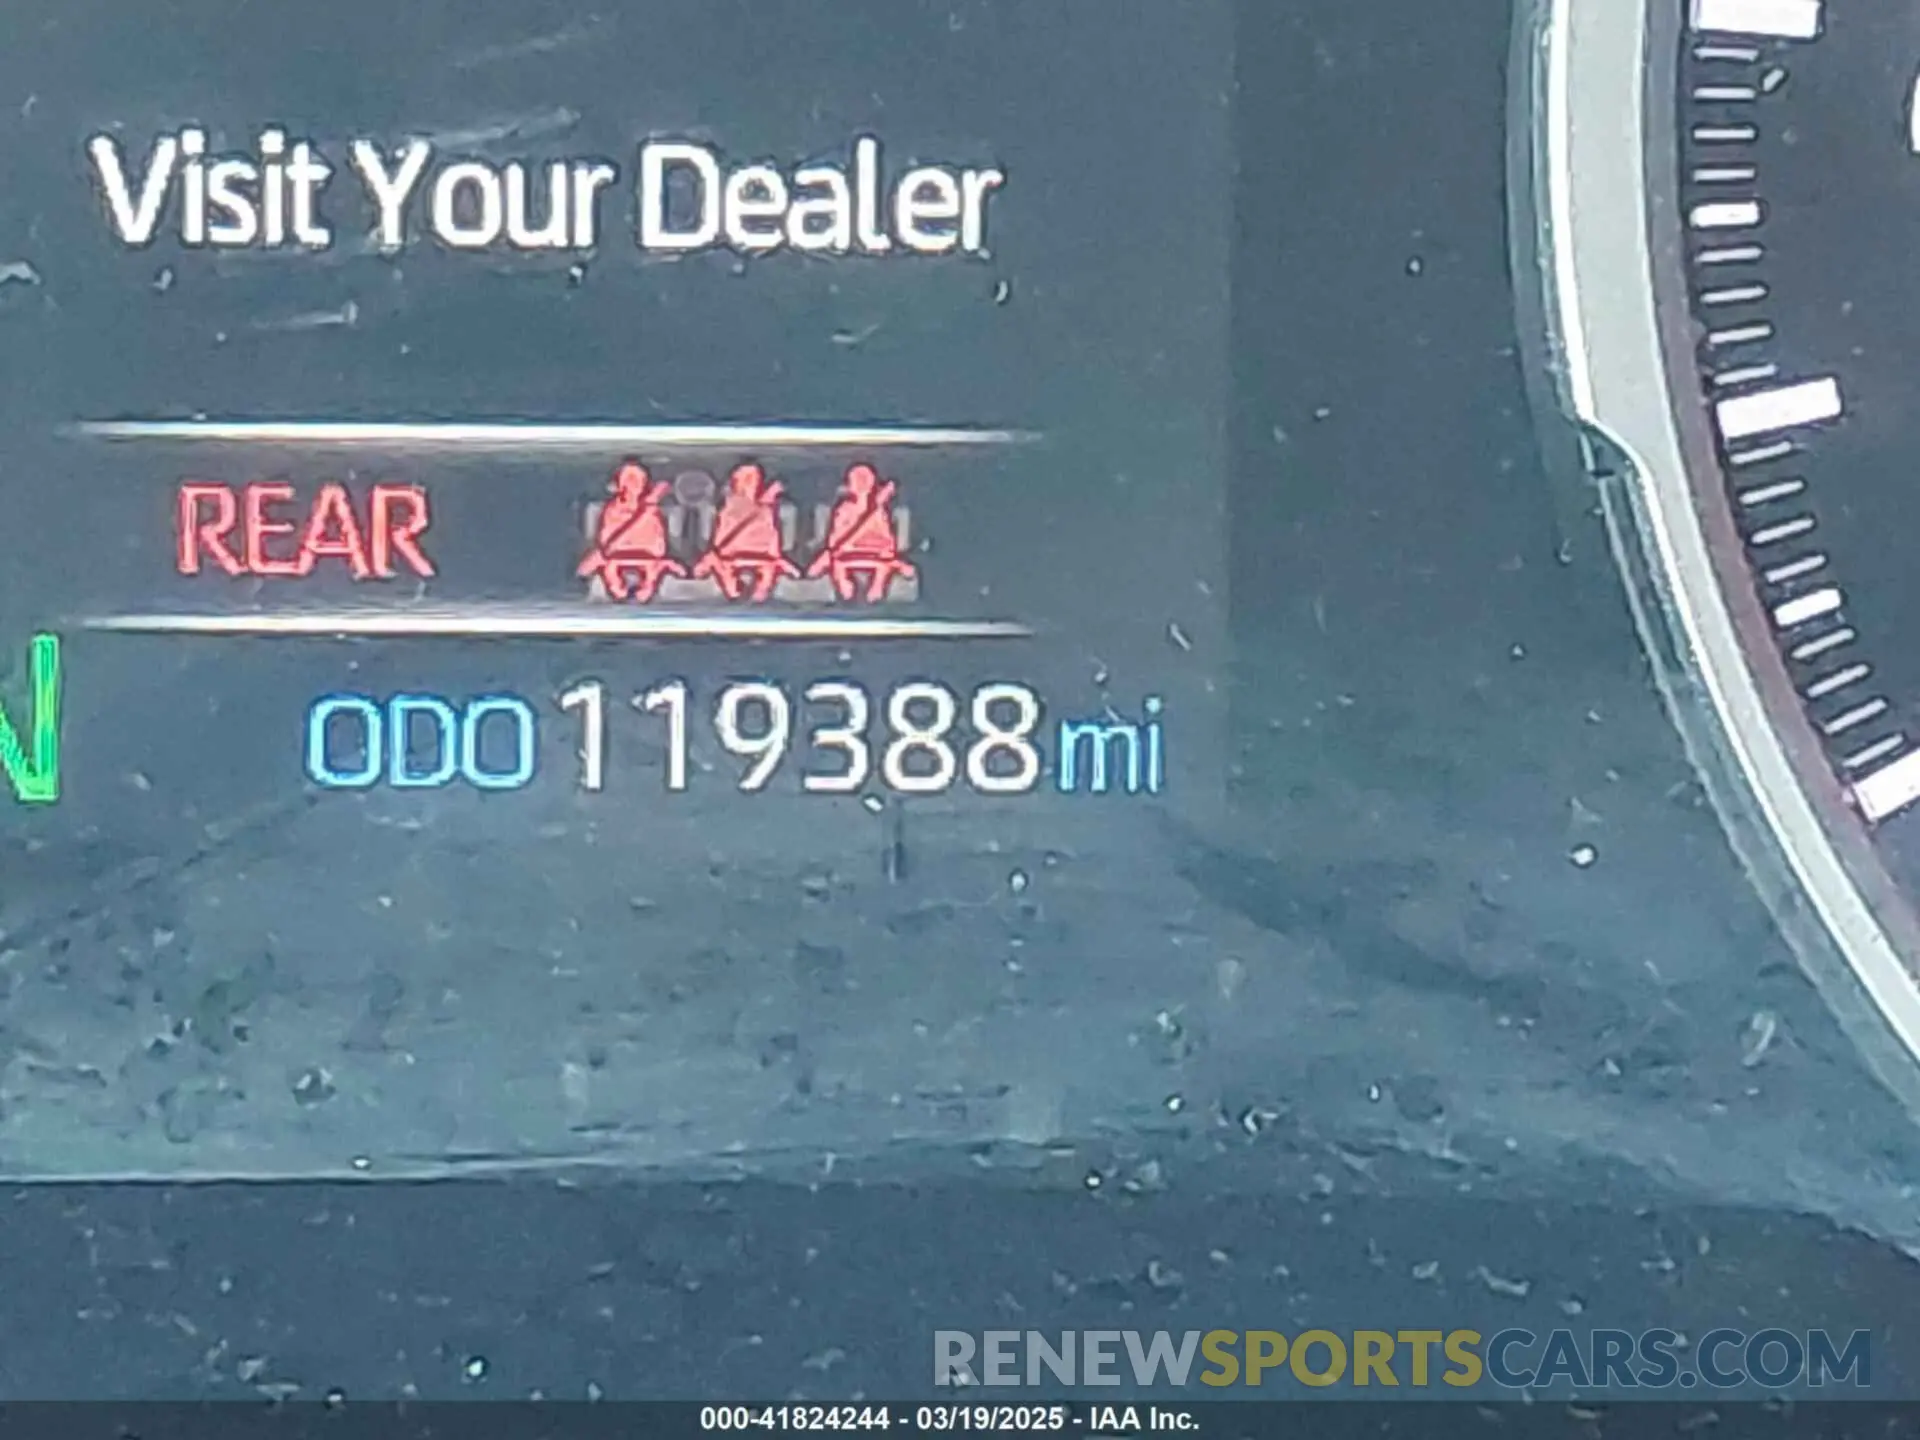 Visit Your Dealer
REAR
N
ODO 119388 mi
RENEWSPORTSCARS.COM
000-41824244 - 03/19/2025 - IAA Inc.